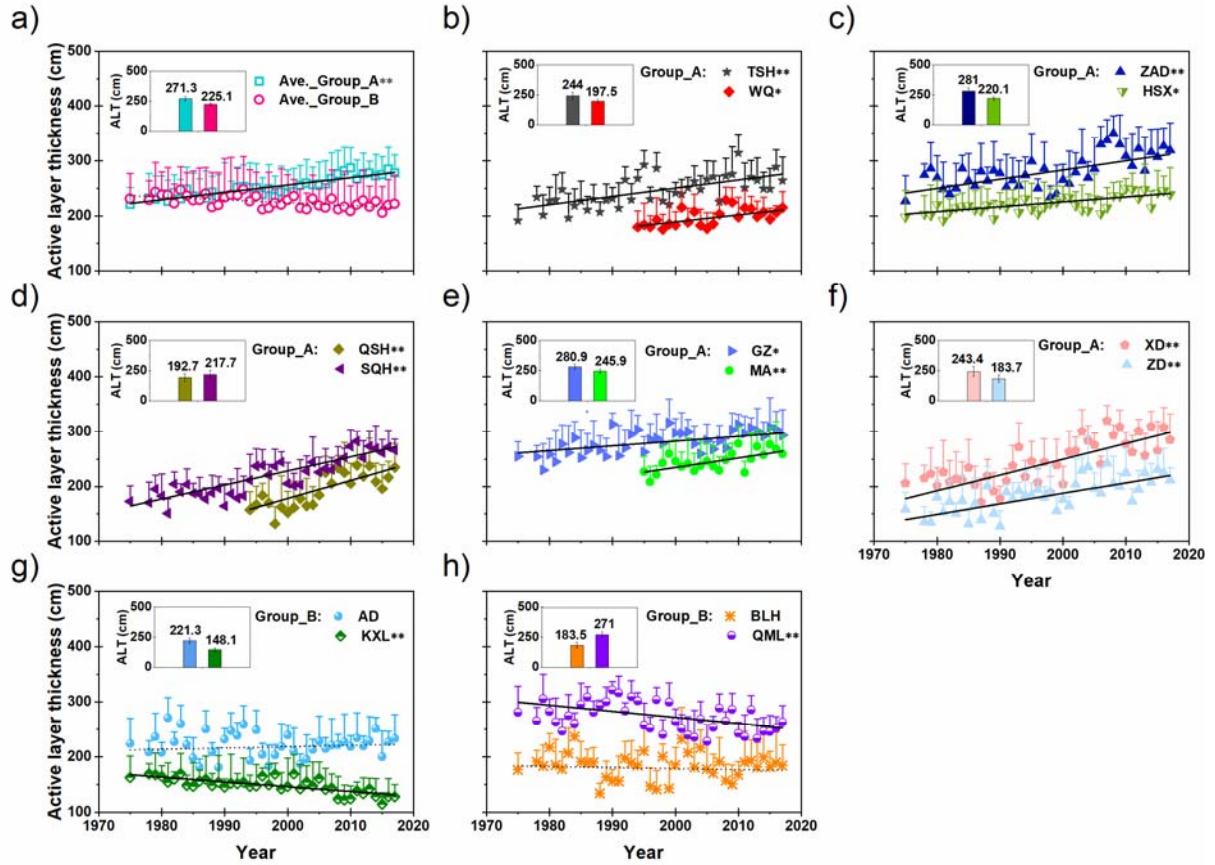 a)
b)
c)
Active layer thickness (cm)
500
400
300
200
100
ALT (cm)
500
250
0
271.3
225.1
Ave._Group_A**
Ave._Group_B
ALT (cm)
500
250
0
244
197.5
Group_A:
TSH**
WQ*
ALT (cm)
500
250
0
281
220.1
Group_A:
ZAD**
HSX*
d)
e)
f)
Active layer thickness (cm)
500
400
300
200
100
ALT (cm)
500
250
0
192.7
217.7
Group_A:
QSH**
SQH**
ALT (cm)
500
250
0
280.9
245.9
Group_A:
GZ*
MA**
ALT (cm)
500
250
0
243.4
183.7
Group_A:
XD**
ZD**
1970 1980 1990 2000 2010 2020
Year
g)
h)
Active layer thickness (cm)
500
400
300
200
100
ALT (cm)
500
250
0
221.3
148.1
Group_B:
AD
KXL**
1970 1980 1990 2000 2010 2020
Year
ALT (cm)
500
250
0
183.5
271
Group_B:
BLH
QML**
1970 1980 1990 2000 2010 2020
Year